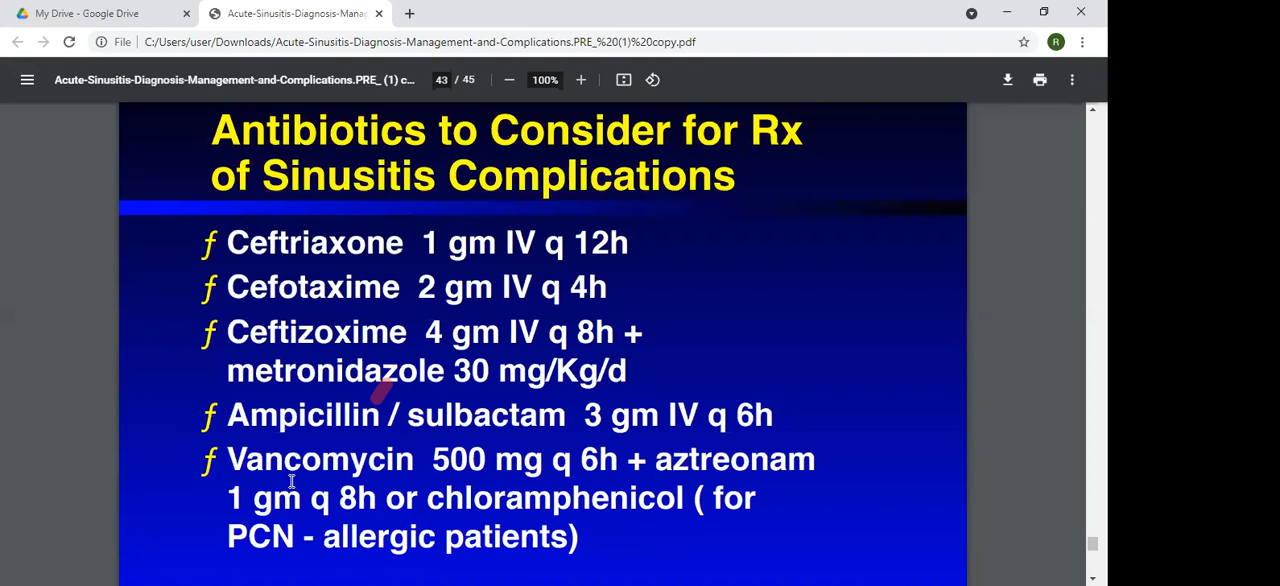 My Drive - Google Drive
Acute-Sinusitis-Diagnosis-Mana
File C:/Users/user/Downloads/Acute-Sinusitis-Diagnosis-Management-and-Complications.PRE_%20(1)%20copy.pdf
R
Acute-Sinusitis-Diagnosis-Management-and-Complications.PRE_ (1) c... 43 / 45 100%
Antibiotics to Consider for Rx
of Sinusitis Complications
ƒ Ceftriaxone 1 gm IV q 12h
ƒ Cefotaxime 2 gm IV q 4h
ƒ Ceftizoxime 4 gm IV q 8h +
metronidazole 30 mg/Kg/d
ƒ Ampicillin / sulbactam 3 gm IV q 6h
ƒ Vancomycin 500 mg q 6h + aztreonam
1 gm q 8h or chloramphenicol ( for
PCN - allergic patients)